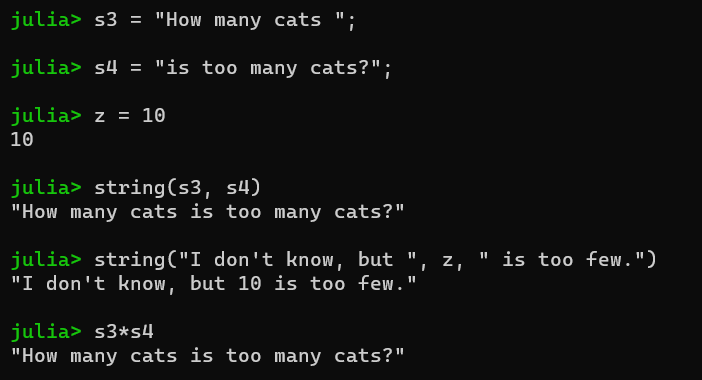 julia> s3 = "How many cats ";
julia> s4 = "is too many cats?";
julia> z = 10
10
julia> string(s3, s4)
"How many cats is too many cats?"
julia> string("I don't know, but ", z, " is too few.")
"I don't know, but 10 is too few."
julia> s3*s4
"How many cats is too many cats?"